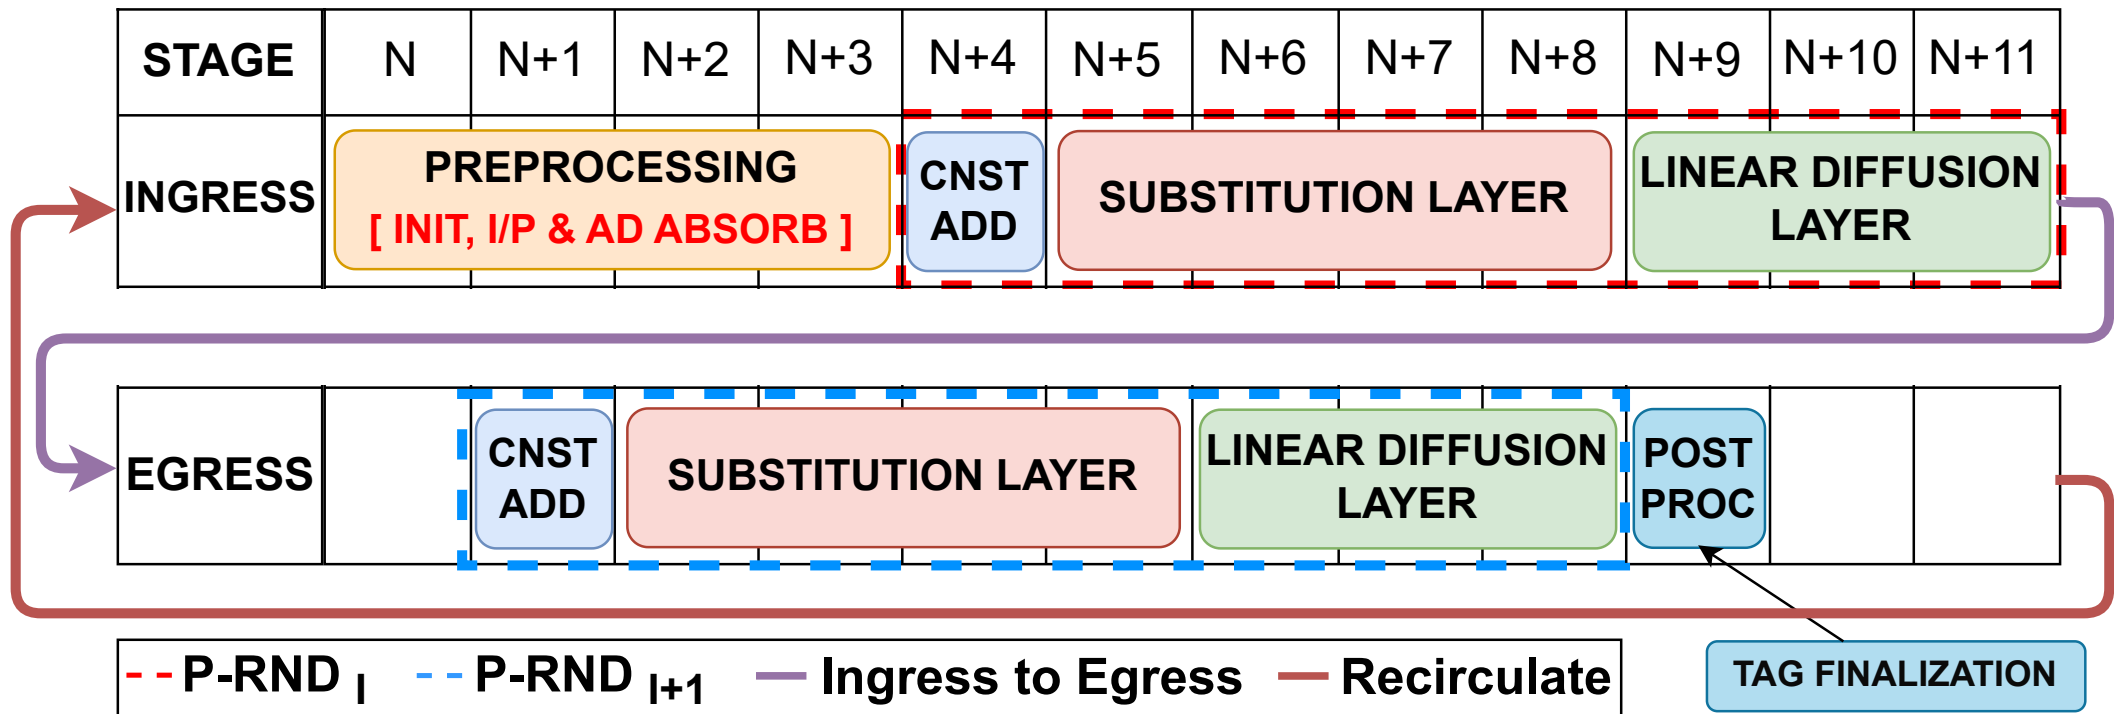 STAGE N N+1 N+2 N+3 N+4 N+5 N+6 N+7 N+8 N+9 N+10 N+11
INGRESS
PREPROCESSING
[ INIT, I/P & AD ABSORB ]
CNST
ADD
SUBSTITUTION LAYER
LINEAR DIFFUSION
LAYER
EGRESS
CNST
ADD
SUBSTITUTION LAYER
LINEAR DIFFUSION
LAYER
POST
PROC
P-RND I P-RND I+1 Ingress to Egress Recirculate
TAG FINALIZATION